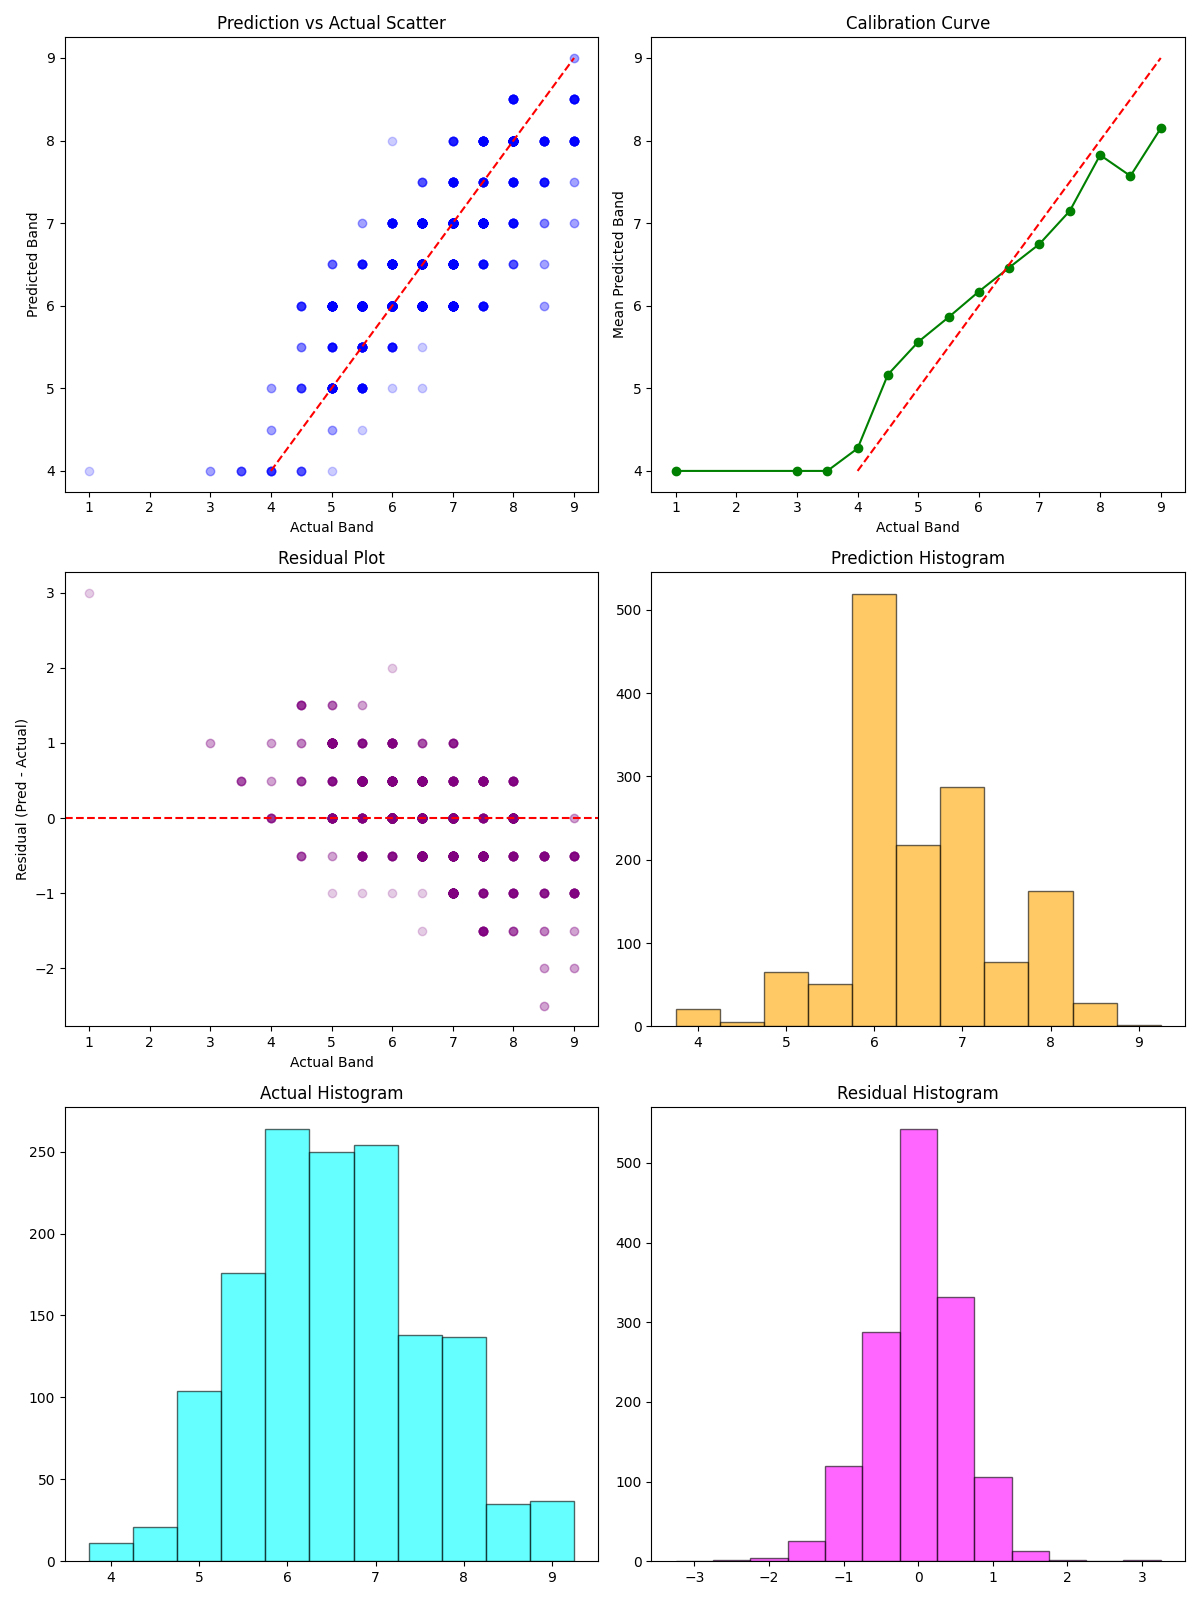 Prediction vs Actual Scatter
Predicted Band
9
8
7
6
5
4
1 2 3 4 5 6 7 8 9
Actual Band
Calibration Curve
Mean Predicted Band
9
8
7
6
5
4
1 2 3 4 5 6 7 8 9
Actual Band
Residual Plot
Residual (Pred - Actual)
3
2
1
0
−1
−2
1 2 3 4 5 6 7 8 9
Actual Band
Prediction Histogram
500
400
300
200
100
0
4 5 6 7 8 9
Actual Histogram
250
200
150
100
50
0
4 5 6 7 8 9
Residual Histogram
500
400
300
200
100
0
−3 −2 −1 0 1 2 3